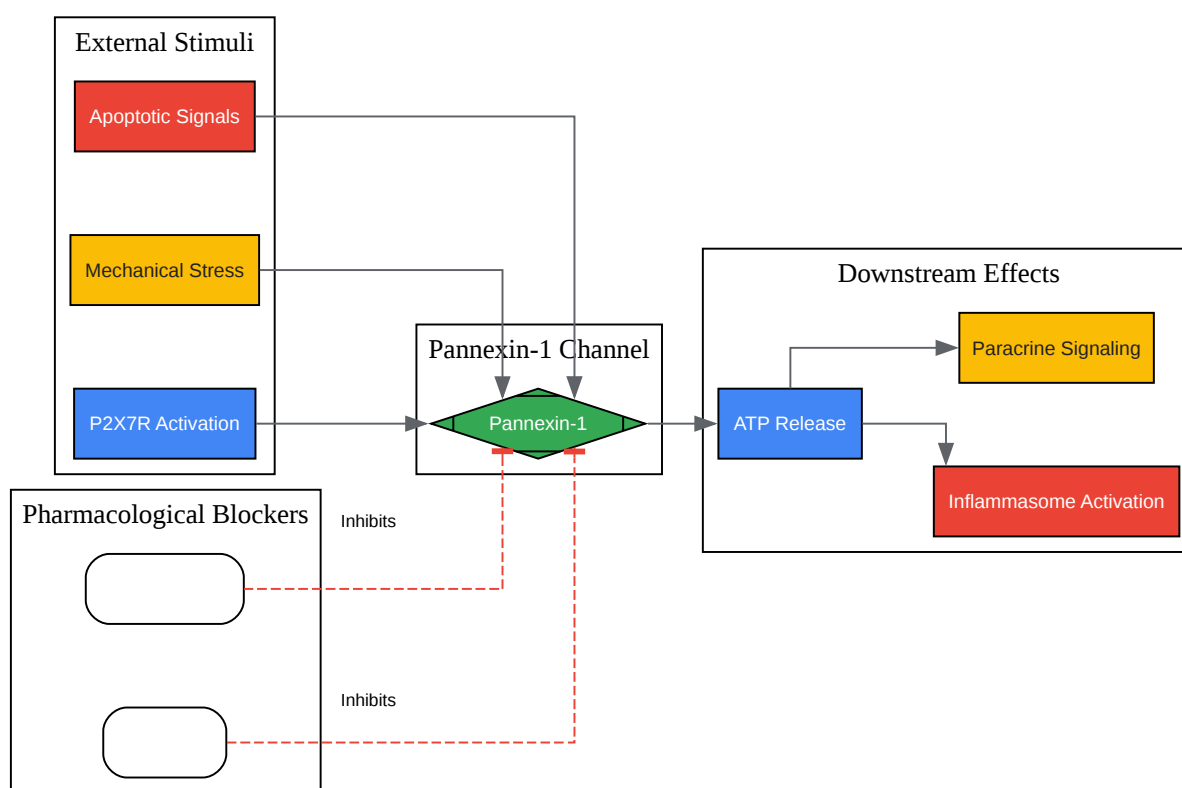 External Stimuli
Apoptotic Signals
Mechanical Stress
P2X7R Activation
Pannexin-1 Channel
Pannexin-1
Downstream Effects
Paracrine Signaling
ATP Release
Inflammasome Activation
Pharmacological Blockers
Inhibits
Inhibits